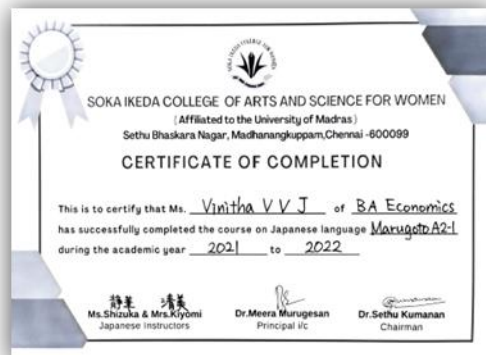 SOKA IKEDA COLLEGE OF ARTS AND SCIENCE FOR WOMEN
(Affiliated to the University of Madras)
Sethu Bhaskara Nagar, Madhanangkuppam,Chennai -600099
CERTIFICATE OF COMPLETION
This is to certify that Ms. Vinitha V V J of BA Economics
has successfully completed the course on Japanese language Marugoto A2-1
during the academic year 2021 to 2022
Ms.Shizuka & Mrs.Kiyomi
Japanese instructors
Dr.Meera Murugesan
Principal i/c
Dr.Sethu Kumanan
Chairman